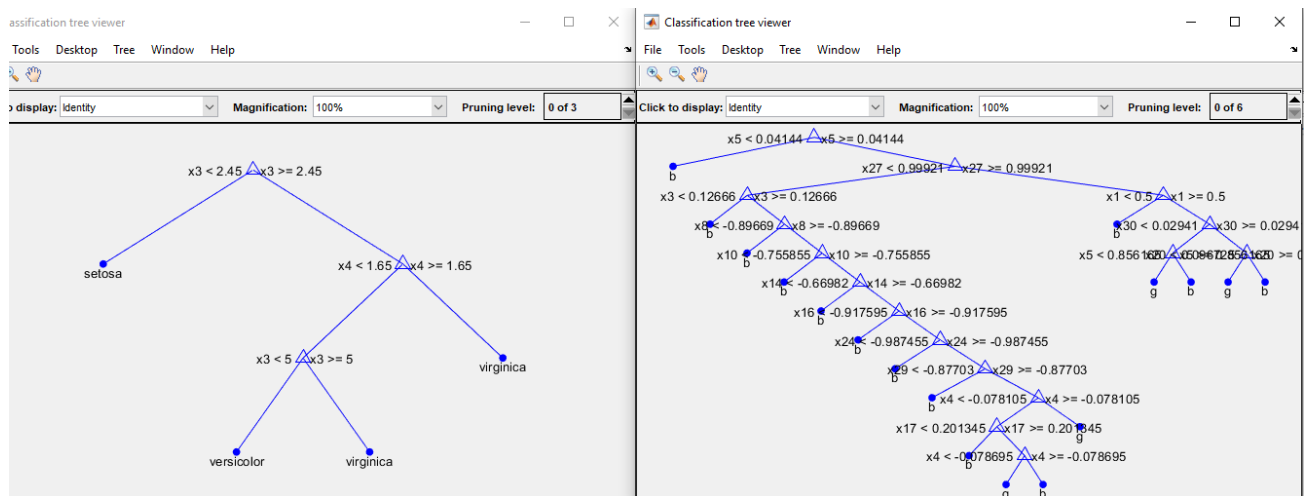 assification tree viewer
Tools Desktop Tree Window Help
o display: Identity Magnification: 100% Pruning level: 0 of 3
x3 < 2.45 x3 >= 2.45
setosa
x4 < 1.65 x4 >= 1.65
x3 < 5 x3 >= 5
virginica
versicolor virginica
Classification tree viewer
File Tools Desktop Tree Window Help
Click to display: Identity Magnification: 100% Pruning level: 0 of 6
x5 < 0.04144 x5 >= 0.04144
b
x27 < 0.99921 x27 >= 0.99921
x3 < 0.12666 x3 >= 0.12666 x1 < 0.5 x1 >= 0.5
x8 < -0.89669 x8 >= -0.89669 x30 < 0.02941 x30 >= 0.0294
b b
x10 < -0.755855 x10 >= -0.755855 x5 < 0.856165
b
x14 < -0.66982 x14 >= -0.66982
b g b g b
x16 < -0.917595 x16 >= -0.917595
b
x24 < -0.987455 x24 >= -0.987455
b
x29 < -0.87703 x29 >= -0.87703
b
x4 < -0.078105 x4 >= -0.078105
b
x17 < 0.201345 x17 >= 0.201345
g
x4 < -0.078695 x4 >= -0.078695
b
g b